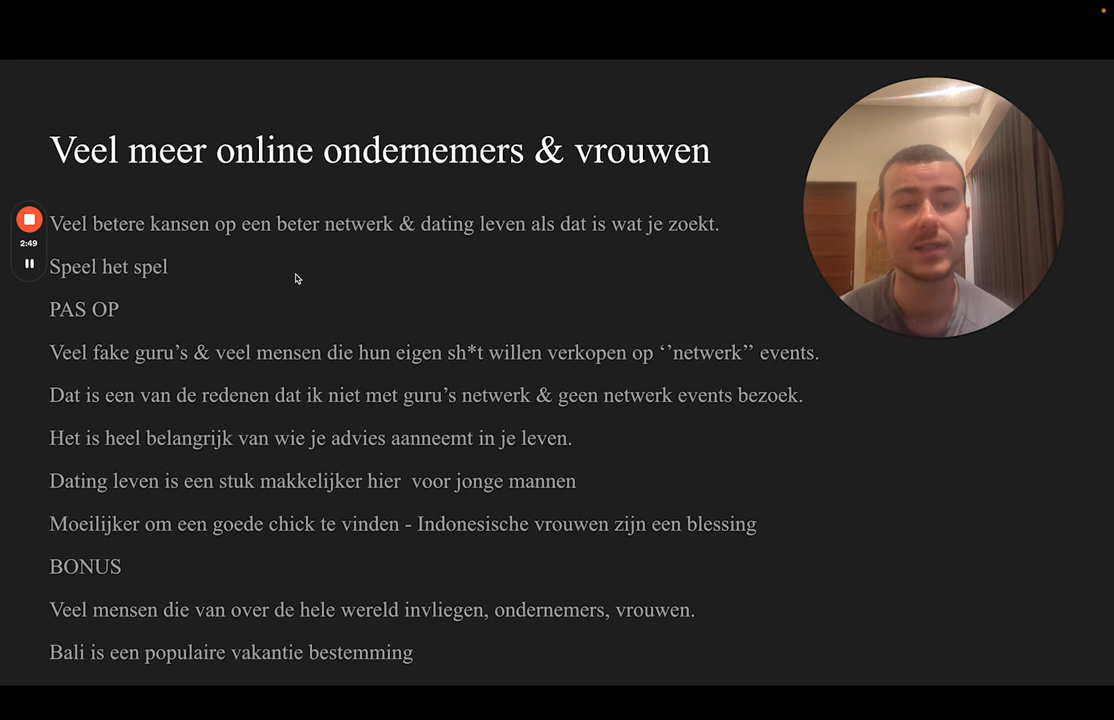 Veel meer online ondernemers & vrouwen
Veel betere kansen op een beter netwerk & dating leven als dat is wat je zoekt.
2:49
Speel het spel
PAS OP
Veel fake guru’s & veel mensen die hun eigen sh*t willen verkopen op ‘’netwerk’’ events.
Dat is een van de redenen dat ik niet met guru’s netwerk & geen netwerk events bezoek.
Het is heel belangrijk van wie je advies aanneemt in je leven.
Dating leven is een stuk makkelijker hier  voor jonge mannen
Moeilijker om een goede chick te vinden - Indonesische vrouwen zijn een blessing
BONUS
Veel mensen die van over de hele wereld invliegen, ondernemers, vrouwen.
Bali is een populaire vakantie bestemming